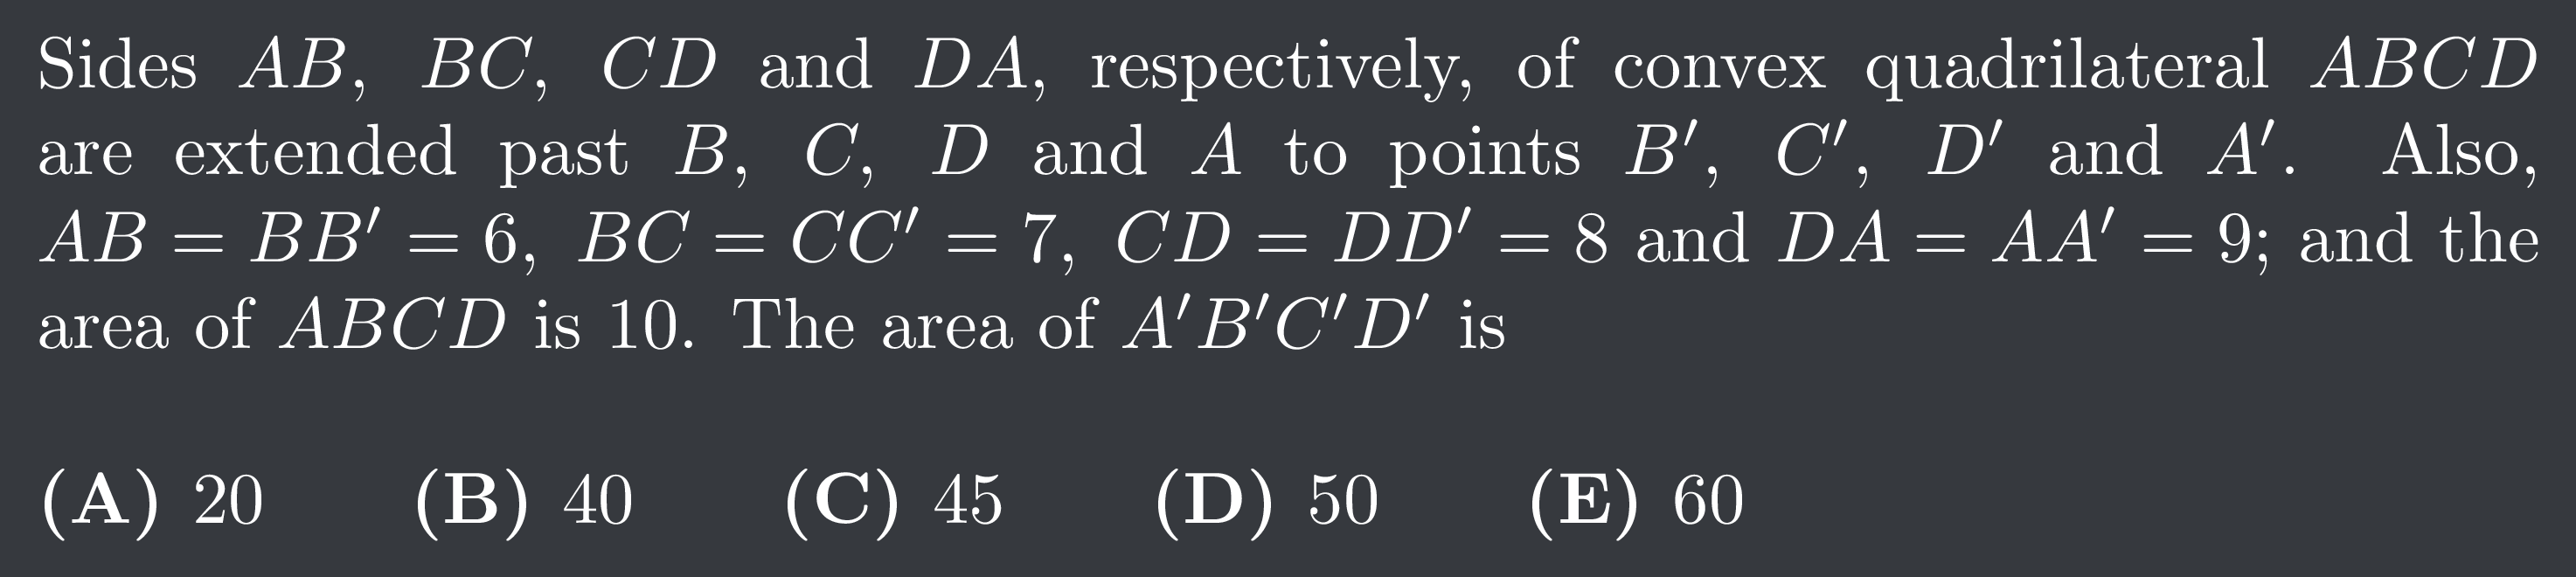 Sides AB, BC, CD and DA, respectively, of convex quadrilateral ABCD
are extended past B, C, D and A to points B′, C′, D′ and A′. Also,
AB = BB′ = 6, BC = CC′ = 7, CD = DD′ = 8 and DA = AA′ = 9; and the
area of ABCD is 10. The area of A′B′C′D′ is
(A) 20 (B) 40 (C) 45 (D) 50 (E) 60